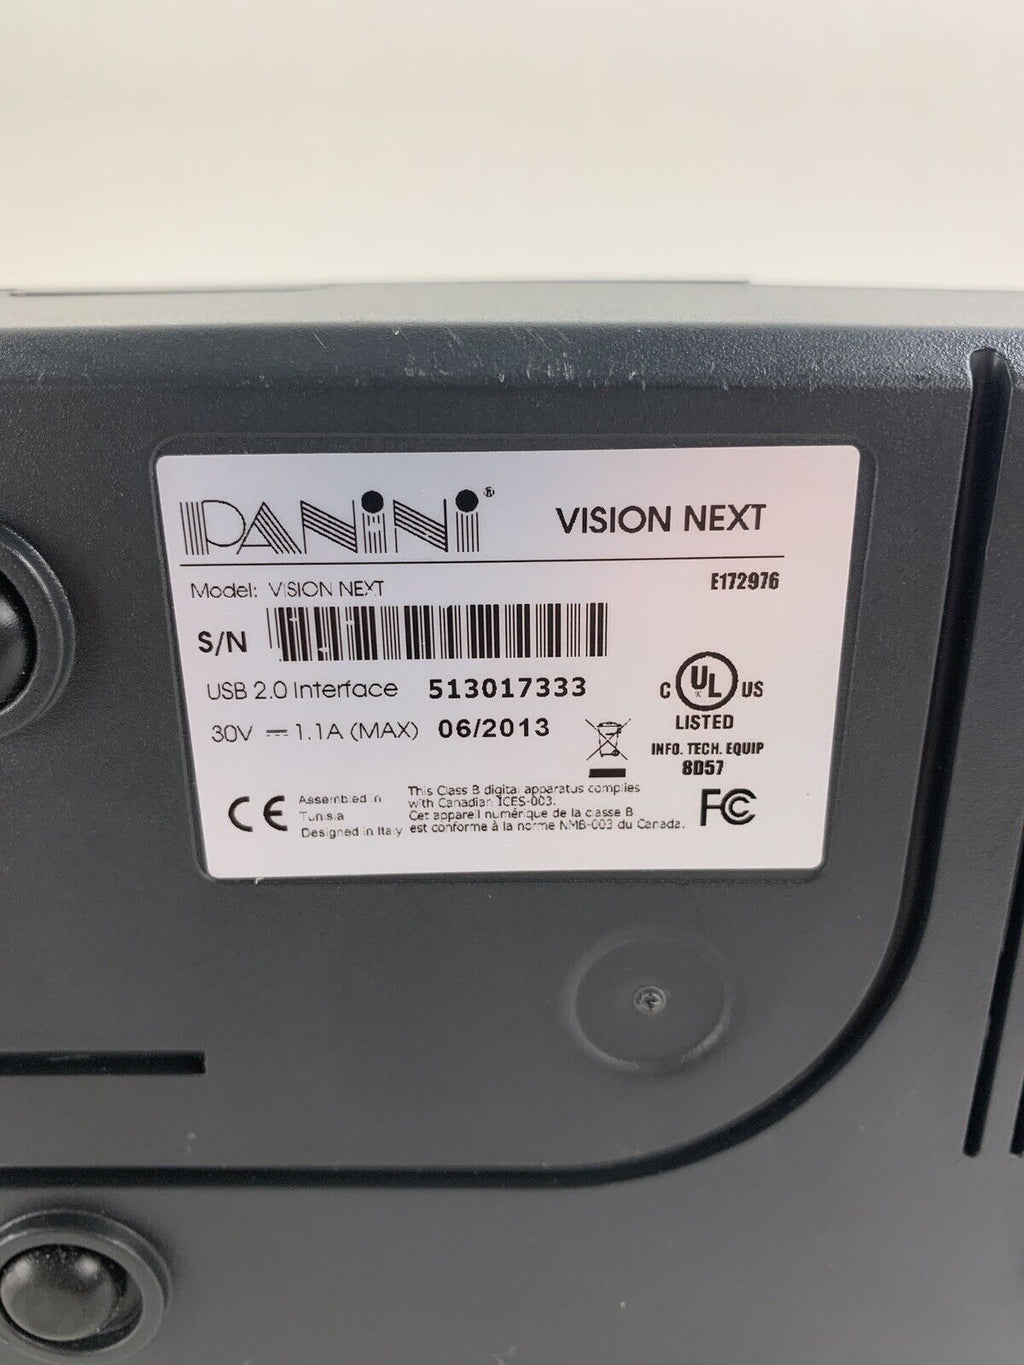 PANiNi®
VISION NEXT
Model: VISION NEXT
E172976
S/N
USB 2.0 Interface 513017333
30V 1.1A (MAX) 06/2013
C UL US
LISTED
INFO. TECH. EQUIP
8D57
CE
Assembled in
Tunisia
Designed in Italy
This Class B digital apparatus complies
with Canadian ICES-003.
Cet appareil numérique de la classe B
est conforme à la norme NMB-003 du Canada.
FC